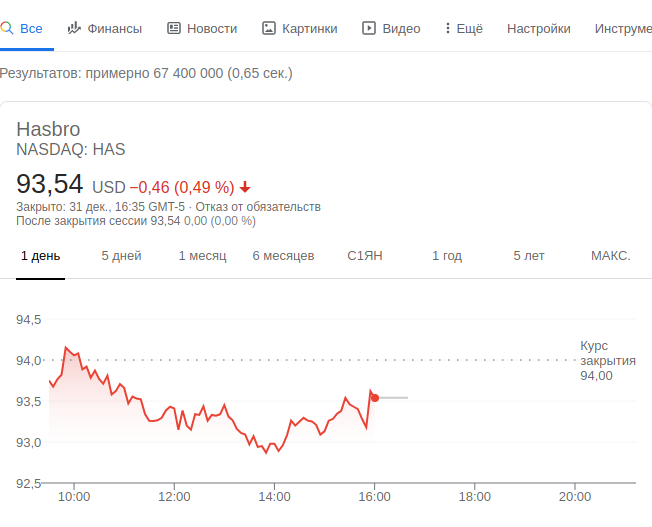 Все Финансы Новости Картинки Видео Ещё Настройки Инструме
Результатов: примерно 67 400 000 (0,65 сек.)
Hasbro
NASDAQ: HAS
93,54 USD −0,46 (0,49 %)
Закрыто: 31 дек., 16:35 GMT-5 · Отказ от обязательств
После закрытия сессии 93,54 0,00 (0,00 %)
1 день 5 дней 1 месяц 6 месяцев С1ЯН 1 год 5 лет МАКС.
94,5
Курс
94,0 закрытия
94,00
93,5
93,0
92,5
10:00 12:00 14:00 16:00 18:00 20:00